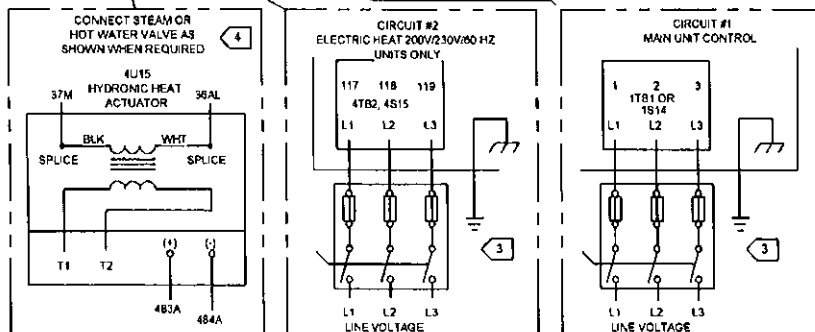 CONNECT STEAM OR
HOT WATER VALVE AS
SHOWN WHEN REQUIRED
4
4U15
HYDRONIC HEAT
ACTUATOR
37M
36AL
BLK
WHT
SPLICE
SPLICE
T1
T2
(+)
(-)
483A
484A
CIRCUIT #2
ELECTRIC HEAT 200V/230V/60 HZ
UNITS ONLY
117 118 119
4TB2, 4S15
L1 L2 L3
3
L1 L2 L3
LINE VOLTAGE
CIRCUIT #1
MAIN UNIT CONTROL
1 2 3
1TB1 OR
1S14
L1 L2 L3
3
L1 L2 L3
LINE VOLTAGE